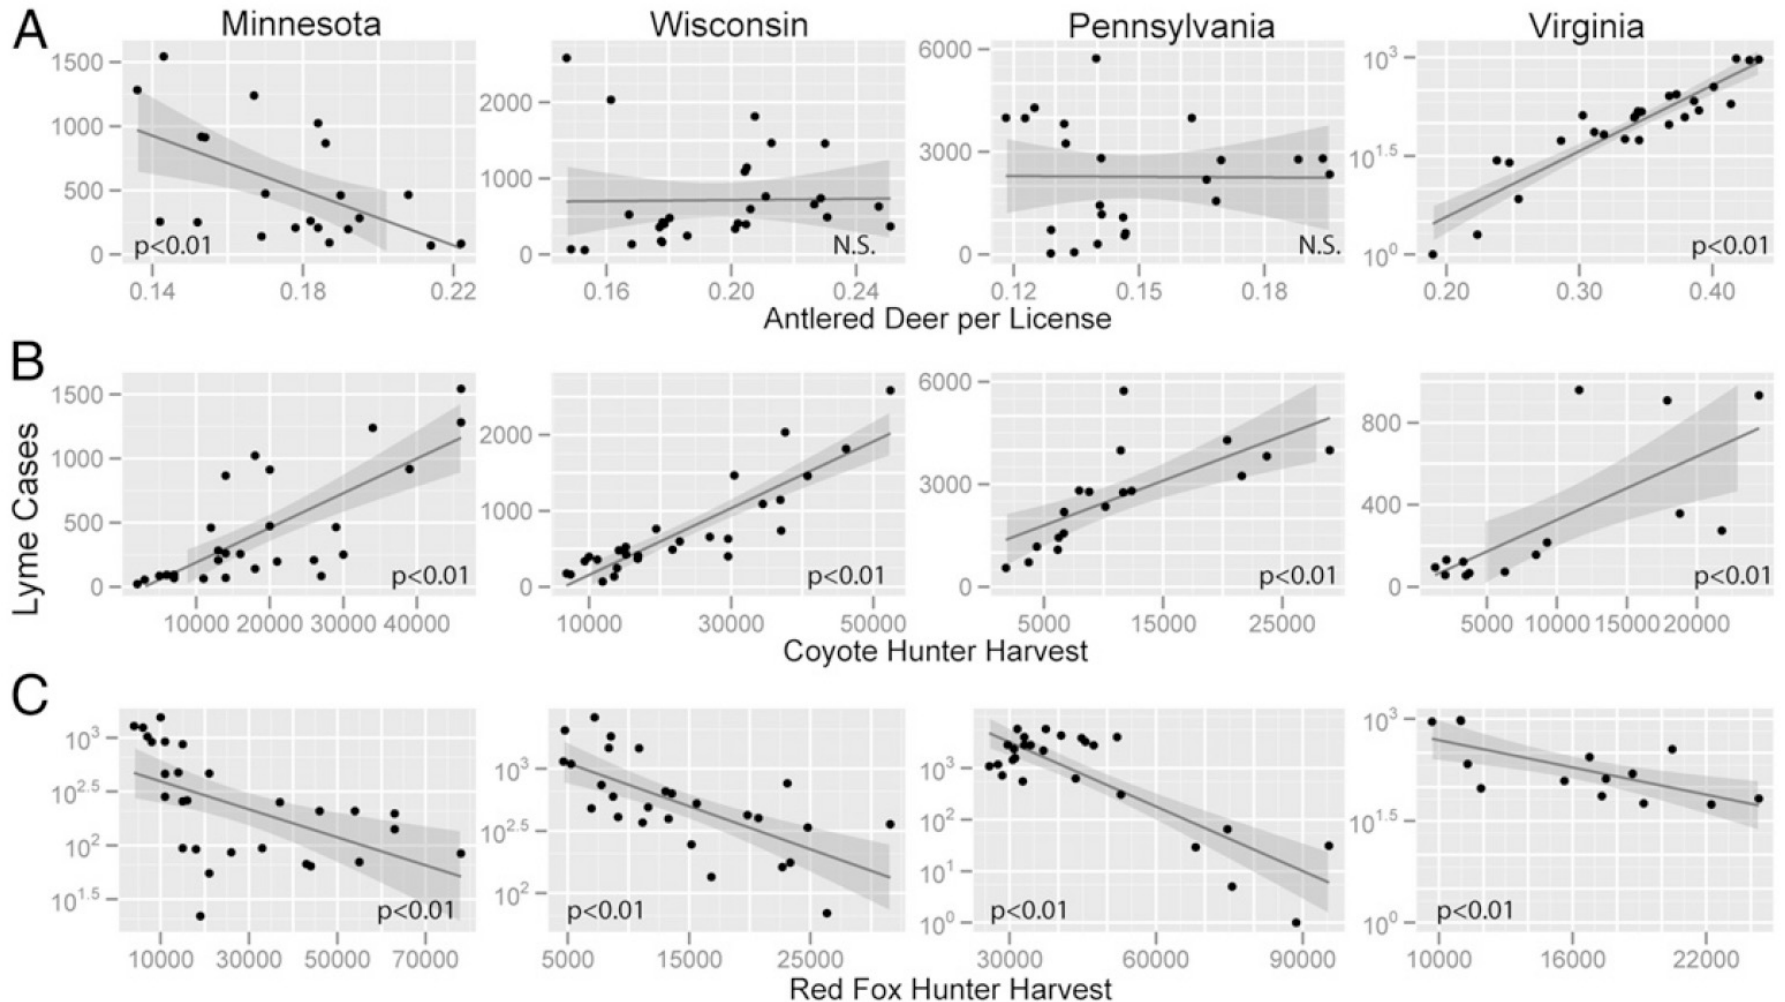 A
Minnesota Wisconsin Pennsylvania Virginia
1500
1000
500
0
p<0.01
0.14 0.18 0.22
2000
1000
0
N.S.
0.16 0.20 0.24
6000
3000
0
N.S.
0.12 0.15 0.18
10^3
10^1.5
10^0
p<0.01
0.20 0.30 0.40
Antlered Deer per License
B
Lyme Cases
1500
1000
500
0
p<0.01
10000 20000 30000 40000
2000
1000
0
p<0.01
10000 30000 50000
6000
3000
0
p<0.01
5000 15000 25000
800
400
0
p<0.01
5000 10000 15000 20000
Coyote Hunter Harvest
C
10^3
10^2.5
10^2
10^1.5
p<0.01
10000 30000 50000 70000
10^3
10^2.5
10^2
p<0.01
5000 15000 25000
10^3
10^2
10^1
10^0
p<0.01
30000 60000 90000
10^3
10^1.5
10^0
p<0.01
10000 16000 22000
Red Fox Hunter Harvest